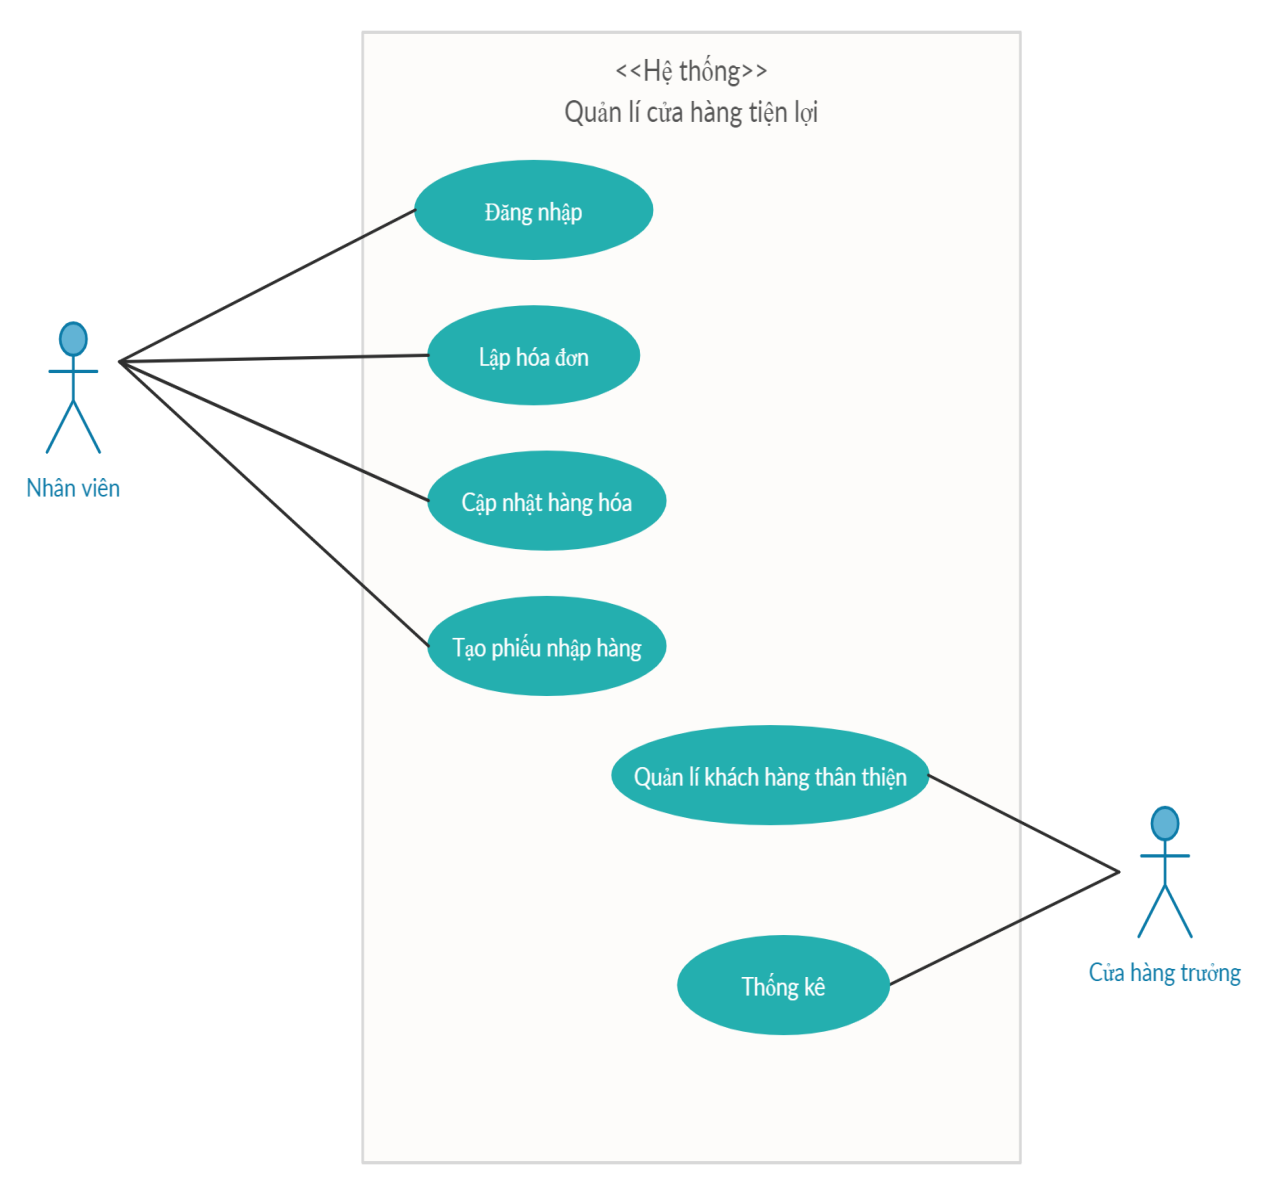 <<Hệ thống>>
Quản lí cửa hàng tiện lợi
Đăng nhập
Lập hóa đơn
Cập nhật hàng hóa
Nhân viên
Tạo phiếu nhập hàng
Quản lí khách hàng thân thiện
Cửa hàng trưởng
Thống kê